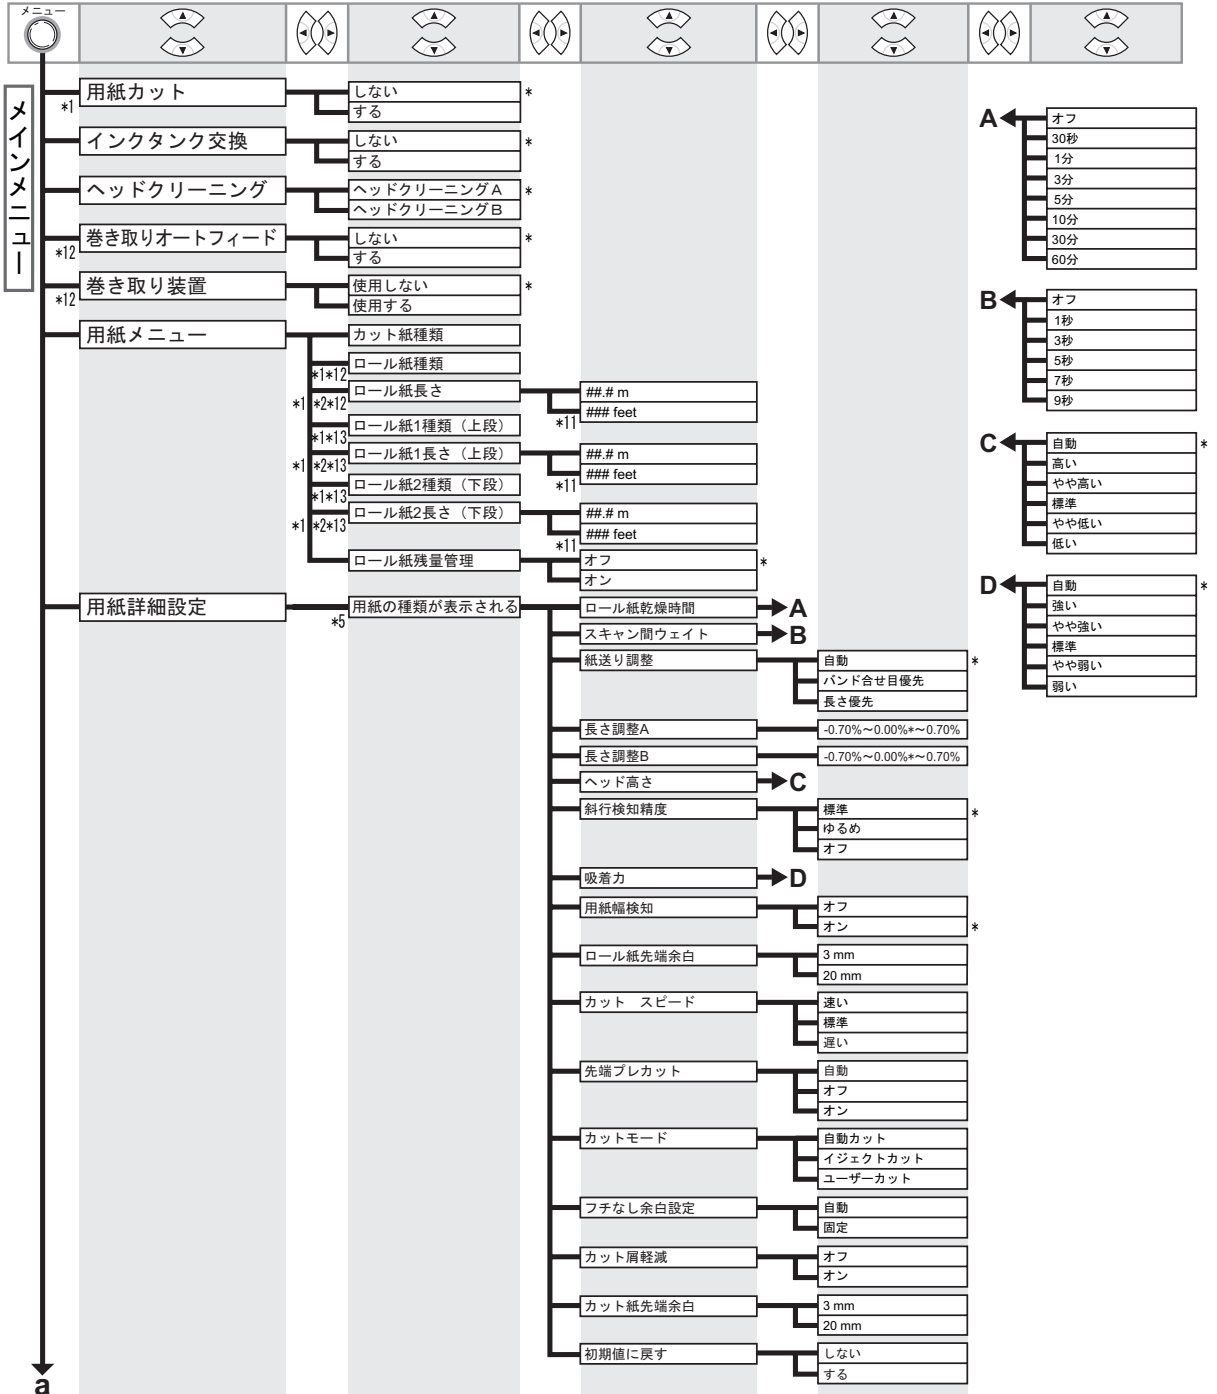 メニュー
メインメニュー
*1
用紙カット
しない
*
する
インクタンク交換
しない
*
する
ヘッドクリーニング
ヘッドクリーニングA
*
ヘッドクリーニングB
*12
巻き取りオートフィード
しない
*
する
*12
巻き取り装置
使用しない
*
使用する
用紙メニュー
カット紙種類
*1*12
ロール紙種類
*1
*2*12
ロール紙長さ
##.# m
*11
### feet
*1*13
ロール紙1種類（上段）
*1
*2*13
ロール紙1長さ（上段）
##.# m
*11
### feet
*1*13
ロール紙2種類（下段）
*1
*2*13
ロール紙2長さ（下段）
##.# m
*11
### feet
ロール紙残量管理
オフ
*
オン
用紙詳細設定
*5
用紙の種類が表示される
ロール紙乾燥時間
A
スキャン間ウェイト
B
紙送り調整
自動
*
バンド合せ目優先
長さ優先
長さ調整A
-0.70%～0.00%*～0.70%
長さ調整B
-0.70%～0.00%*～0.70%
ヘッド高さ
C
斜行検知精度
標準
*
ゆるめ
オフ
吸着力
D
用紙幅検知
オフ
オン
*
ロール紙先端余白
3 mm
20 mm
カット　スピード
速い
標準
遅い
先端プレカット
自動
オフ
オン
カットモード
自動カット
イジェクトカット
ユーザーカット
フチなし余白設定
自動
固定
カット屑軽減
オフ
オン
カット紙先端余白
3 mm
20 mm
初期値に戻す
しない
する
a
A
オフ
30秒
1分
3分
5分
10分
30分
60分
B
オフ
1秒
3秒
5秒
7秒
9秒
C
自動
*
高い
やや高い
標準
やや低い
低い
D
自動
*
強い
やや強い
標準
やや弱い
弱い